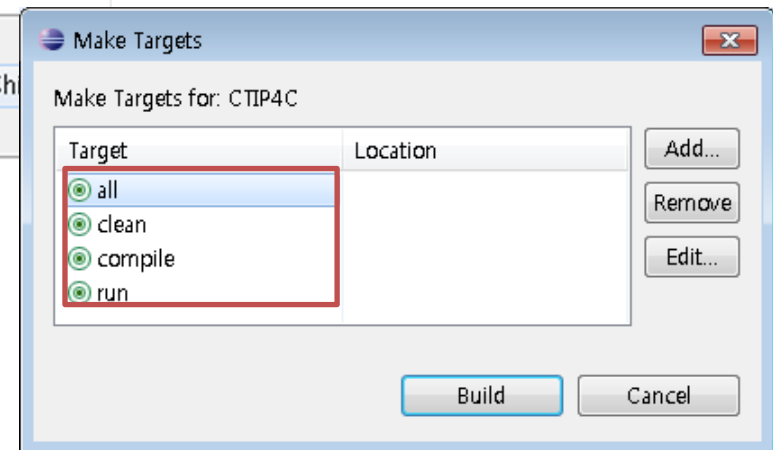 Make Targets
Make Targets for: CTIP4C
Target Location
all
clean
compile
run
Add...
Remove
Edit...
Build Cancel